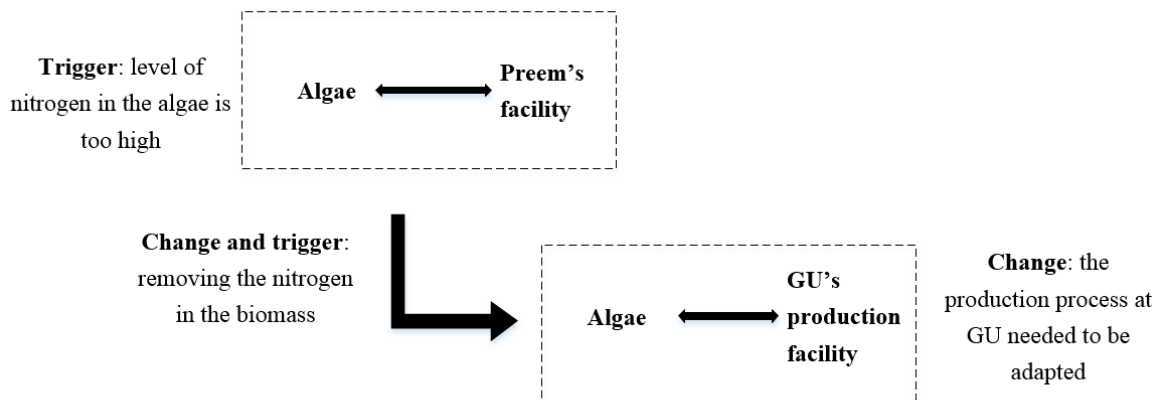 Trigger: level of
nitrogen in the algae is
too high
Algae
Preem’s
facility
Change and trigger:
removing the nitrogen
in the biomass
Algae
GU’s
production
facility
Change: the
production process at
GU needed to be
adapted